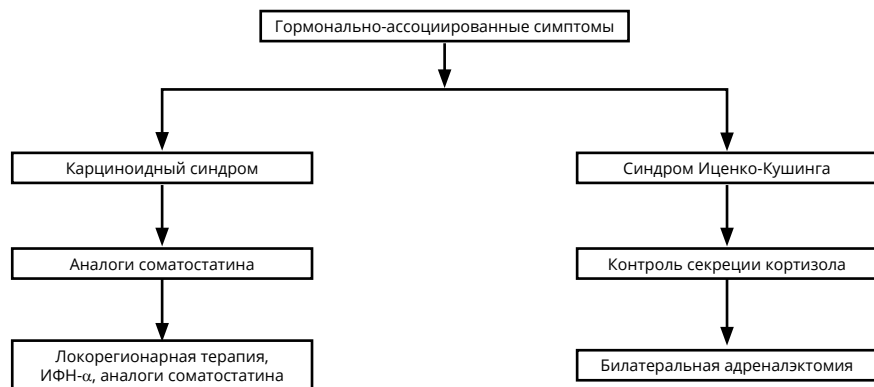 Гормонально-ассоциированные симптомы
Карциноидный синдром
Синдром Иценко-Кушинга
Аналоги соматостатина
Контроль секреции кортизола
Локорегионарная терапия,
ИФН-α, аналоги соматостатина
Билатеральная адреналэктомия